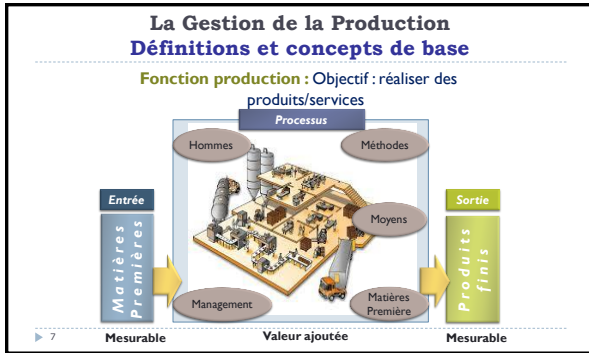 La Gestion de la Production
Définitions et concepts de base
Fonction production : Objectif : réaliser des
produits/services
Processus
Hommes
Méthodes
Entrée
Sortie
Matières
Premières
Moyens
Produits
finis
Management
Matières
Première
7
Mesurable
Valeur ajoutée
Mesurable